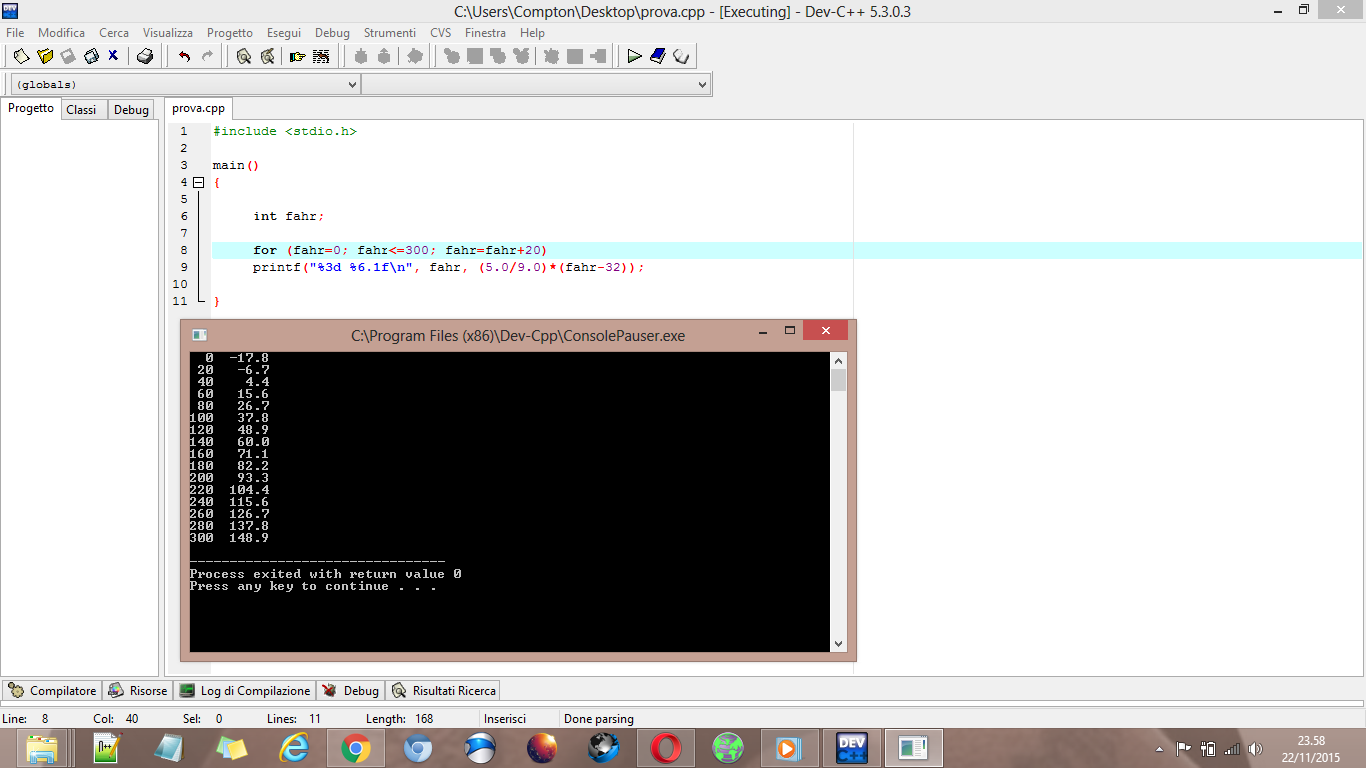 C:\Users\Compton\Desktop\prova.cpp - [Executing] - Dev-C++ 5.3.0.3
File Modifica Cerca Visualizza Progetto Esegui Debug Strumenti CVS Finestra Help
(globals)
Progetto Classi Debug prova.cpp
1 #include <stdio.h>
2
3 main()
4 {
5
6 int fahr;
7
8 for (fahr=0; fahr<=300; fahr=fahr+20)
9 printf("%3d %6.1f\n", fahr, (5.0/9.0)*(fahr-32));
10
11 }
C:\Program Files (x86)\Dev-Cpp\ConsolePauser.exe
0 -17.8
20 -6.7
40 4.4
60 15.6
80 26.7
100 37.8
120 48.9
140 60.0
160 71.1
180 82.2
200 93.3
220 104.4
240 115.6
260 126.7
280 137.8
300 148.9
--------------------------------
Process exited with return value 0
Press any key to continue . . .
Compilatore Risorse Log di Compilazione Debug Risultati Ricerca
Line: 8 Col: 40 Sel: 0 Lines: 11 Length: 168 Inserisci Done parsing
DEV C++
23.58
22/11/2015